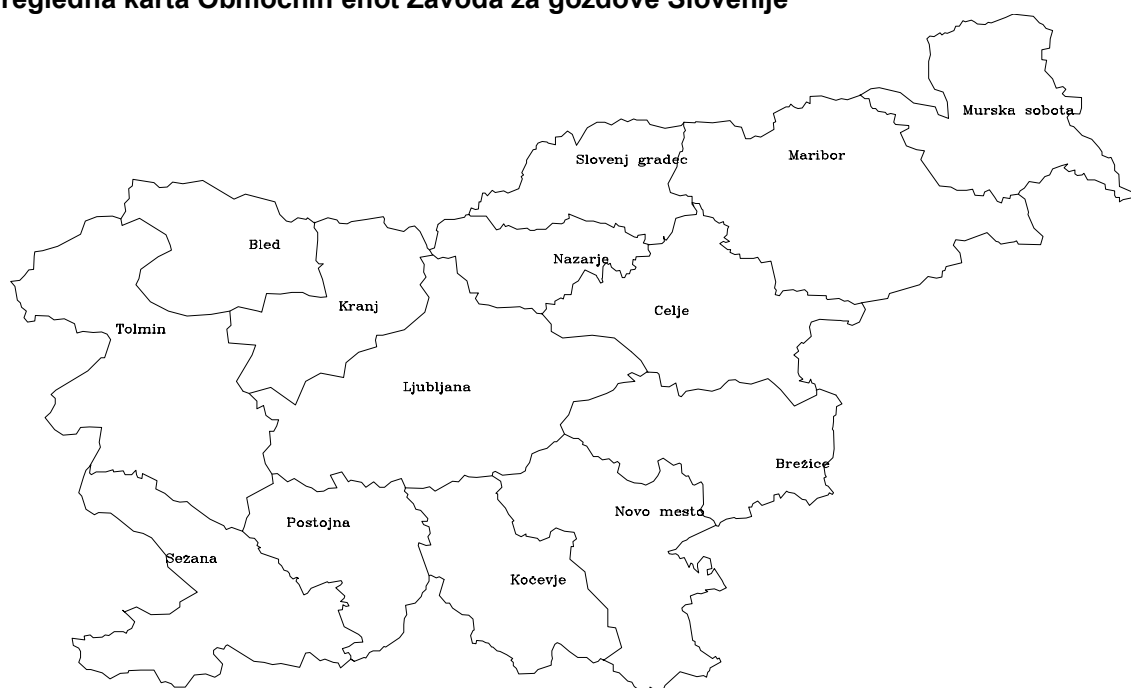 regledna karta Območnih enot Zavoda za gozdove Slovenije
Murska sobota
Slovenj gradec
Maribor
Bled
Nazarje
Kranj
Celje
Tolmin
Ljubljana
Brežice
Novo mesto
Postojna
Sežana
Kočevje